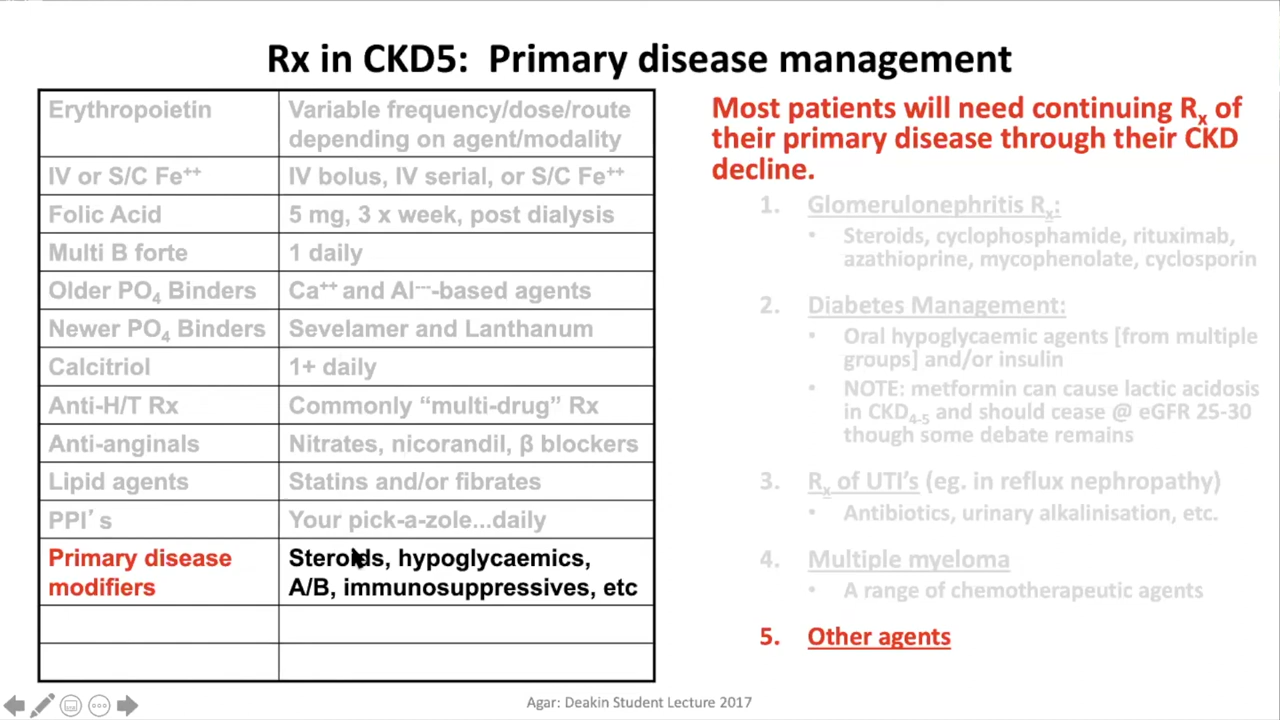 Rx in CKD5: Primary disease management
Erythropoietin
Variable frequency/dose/route
depending on agent/modality
IV or S/C Fe++
IV bolus, IV serial, or S/C Fe++
Folic Acid
5 mg, 3 x week, post dialysis
Multi B forte
1 daily
Older PO4 Binders
Ca++ and Al---based agents
Newer PO4 Binders
Sevelamer and Lanthanum
Calcitriol
1+ daily
Anti-H/T Rx
Commonly “multi-drug” Rx
Anti-anginals
Nitrates, nicorandil, β blockers
Lipid agents
Statins and/or fibrates
PPI´s
Your pick-a-zole...daily
Primary disease
modifiers
Steroids, hypoglycaemics,
A/B, immunosuppressives, etc
Most patients will need continuing Rx of
their primary disease through their CKD
decline.
1. Glomerulonephritis Rx:
• Steroids, cyclophosphamide, rituximab,
azathioprine, mycophenolate, cyclosporin
2. Diabetes Management:
• Oral hypoglycaemic agents [from multiple
groups] and/or insulin
• NOTE: metformin can cause lactic acidosis
in CKD4-5 and should cease @ eGFR 25-30
though some debate remains
3. Rx of UTI’s (eg. in reflux nephropathy)
• Antibiotics, urinary alkalinisation, etc.
4. Multiple myeloma
• A range of chemotherapeutic agents
5. Other agents
Agar: Deakin Student Lecture 2017